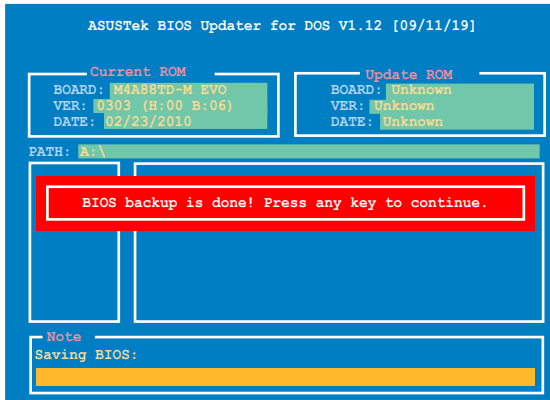 ASUSTek BIOS Updater for DOS V1.12 [09/11/19]
Current ROM
BOARD: M4A88TD-M EVO
VER: 0303 (H:00 B:06)
DATE: 02/23/2010
Update ROM
BOARD: Unknown
VER: Unknown
DATE: Unknown
PATH: A:\
BIOS backup is done! Press any key to continue.
Note
Saving BIOS: